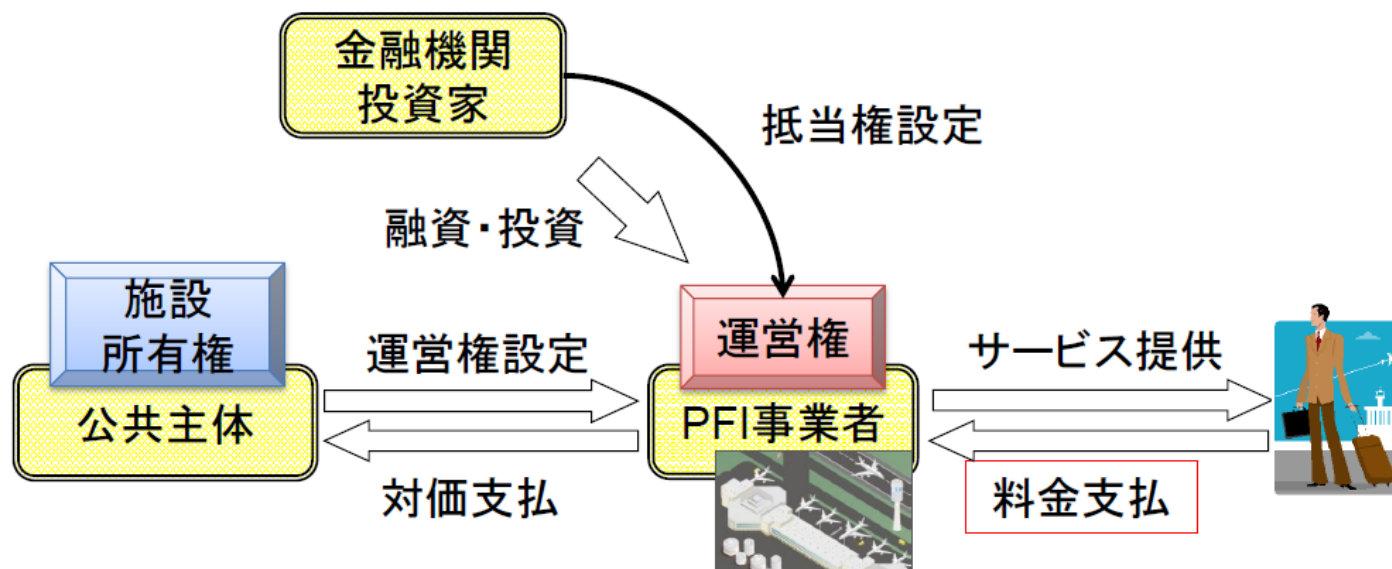 金融機関
投資家
抵当権設定
融資・投資
施設
所有権
公共主体
運営権設定
対価支払
運営権
PFI事業者
サービス提供
料金支払